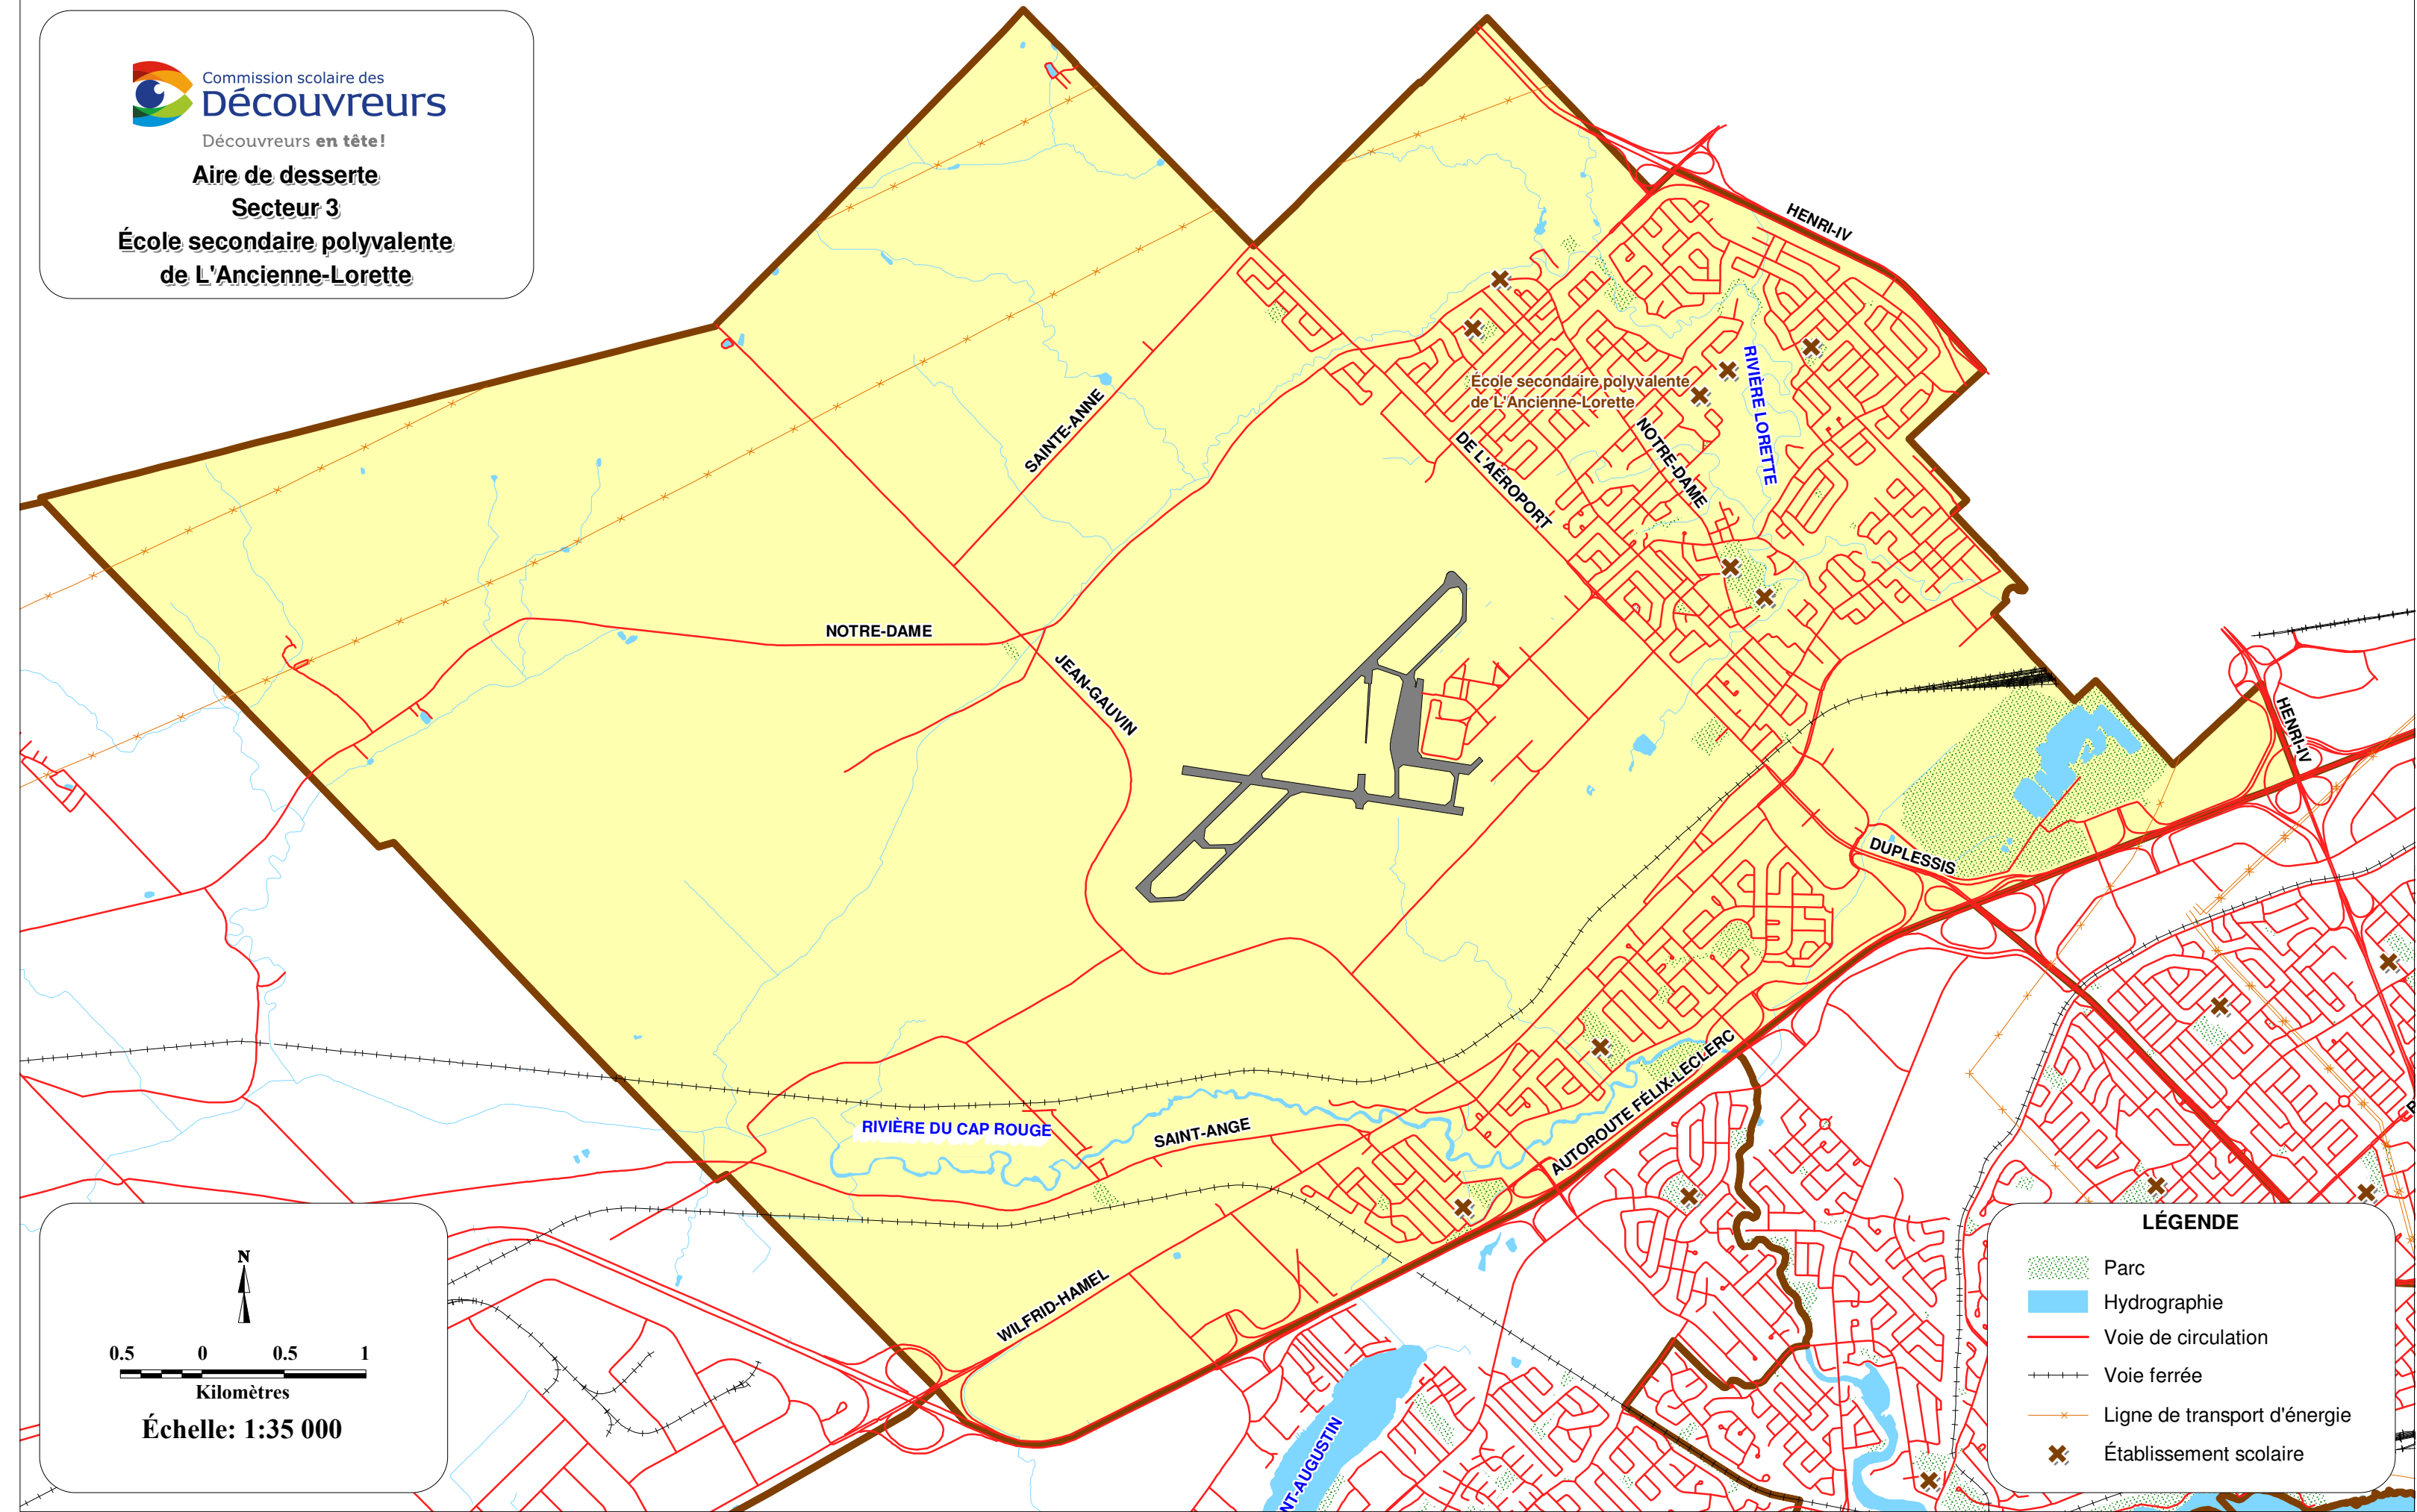 Commission scolaire des
Découvreurs
Découvreurs en tête!
Aire de desserte
Secteur 3
École secondaire polyvalente
de L'Ancienne-Lorette
HENRI-IV
RIVIÈRE LORETTE
École secondaire polyvalente
de L'Ancienne-Lorette
SAINTE-ANNE
DE L'AÉROPORT
NOTRE-DAME
NOTRE-DAME
JEAN-GAUVIN
HENRI-IV
DUPLESSIS
AUTOROUTE FÉLIX-LECLERC
RIVIÈRE DU CAP ROUGE
SAINT-ANGE
WILFRID-HAMEL
NT-AUGUSTIN
N
0.5 0 0.5 1
Kilomètres
Échelle: 1:35 000
LÉGENDE
Parc
Hydrographie
Voie de circulation
Voie ferrée
Ligne de transport d'énergie
Établissement scolaire